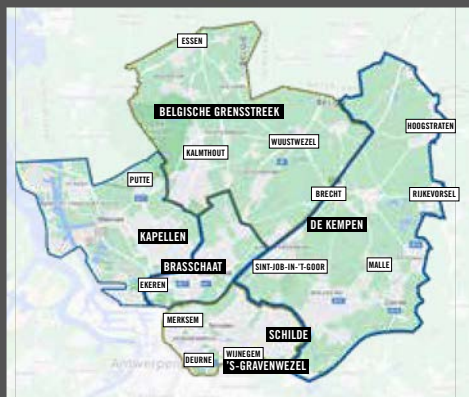 ESSEN
BELGISCHE GRENSSTREEK
HOOGSTRATEN
WUUSTWEZEL
KALMTHOUT
PUTTE
BRECHT
RIJKEVORSEL
DE KEMPEN
KAPELLEN
BRASSCHAAT
SINT-JOB-IN-'T-GOOR
MALLE
EKEREN
MERKSEM
SCHILDE
WIJNEGEM
DEURNE
'S-GRAVENWEZEL
Antwerpen